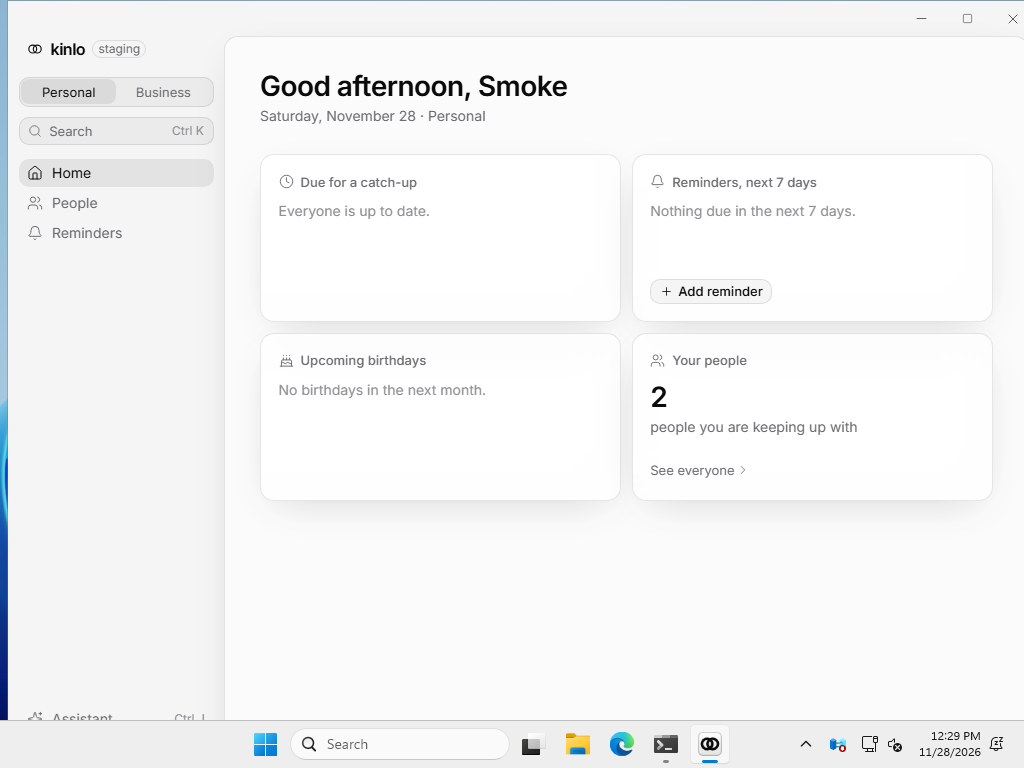 kinlo staging
Personal Business
Search Ctrl K
Home
People
Reminders
Good afternoon, Smoke
Saturday, November 28 · Personal
Due for a catch-up
Everyone is up to date.
Reminders, next 7 days
Nothing due in the next 7 days.
+ Add reminder
Upcoming birthdays
No birthdays in the next month.
Your people
2
people you are keeping up with
See everyone
Assistant Ctrl J
Search
12:29 PM
11/28/2026